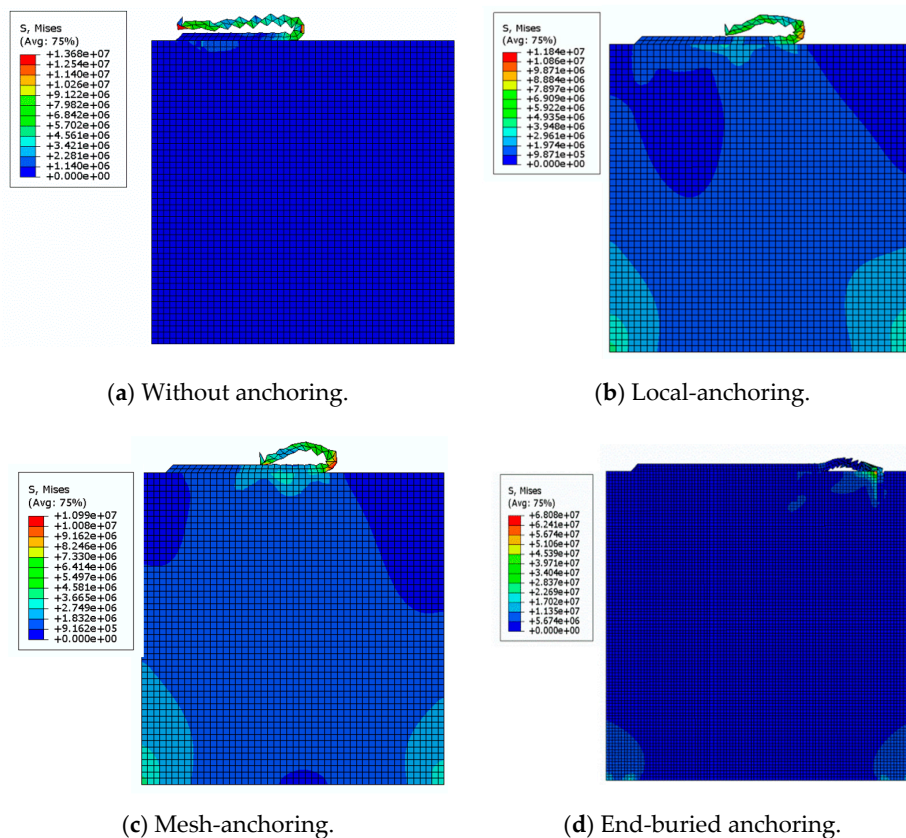 S, Mises
(Avg: 75%)
+1.368e+07
+1.254e+07
+1.140e+07
+1.026e+07
+9.122e+06
+7.982e+06
+6.842e+06
+5.702e+06
+4.561e+06
+3.421e+06
+2.281e+06
+1.140e+06
+0.000e+00
(a) Without anchoring.
S, Mises
(Avg: 75%)
+1.184e+07
+1.086e+07
+9.871e+06
+8.884e+06
+7.897e+06
+6.909e+06
+5.922e+06
+4.935e+06
+3.948e+06
+2.961e+06
+1.974e+06
+9.871e+05
+0.000e+00
(b) Local-anchoring.
S, Mises
(Avg: 75%)
+1.099e+07
+1.008e+07
+9.162e+06
+8.246e+06
+7.330e+06
+6.414e+06
+5.497e+06
+4.581e+06
+3.665e+06
+2.749e+06
+1.832e+06
+9.162e+05
+0.000e+00
(c) Mesh-anchoring.
S, Mises
(Avg: 75%)
+6.808e+07
+6.241e+07
+5.674e+07
+5.106e+07
+4.539e+07
+3.971e+07
+3.404e+07
+2.837e+07
+2.269e+07
+1.702e+07
+1.135e+07
+5.674e+06
+0.000e+00
(d) End-buried anchoring.